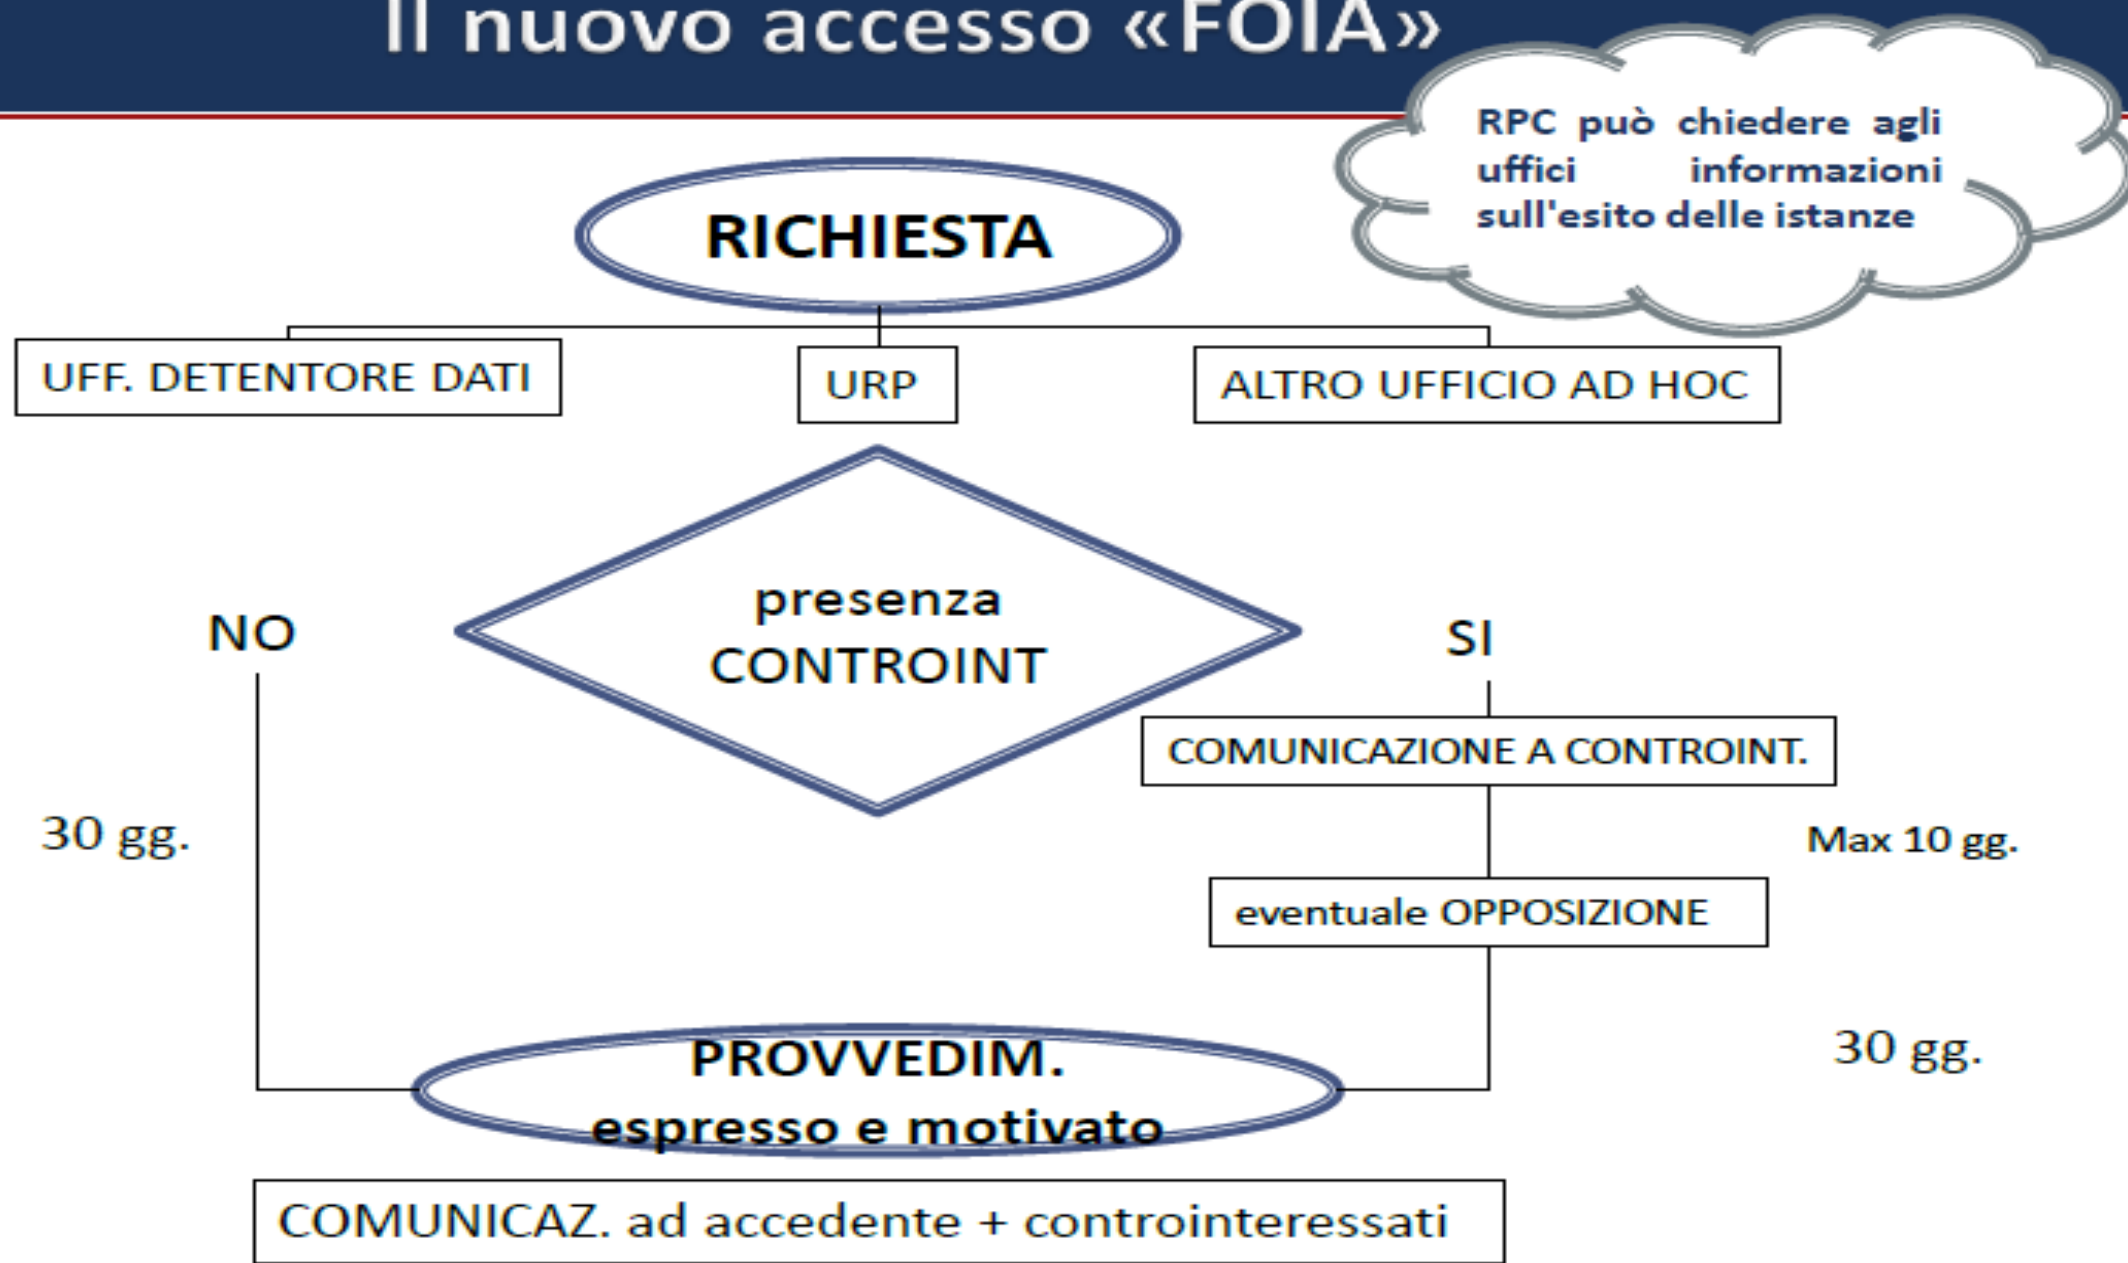 Il nuovo accesso «FOIA»
RPC può chiedere agli
uffici informazioni
sull'esito delle istanze
RICHIESTA
UFF. DETENTORE DATI
URP
ALTRO UFFICIO AD HOC
presenza
CONTROINT
NO
SI
COMUNICAZIONE A CONTROINT.
30 gg.
Max 10 gg.
eventuale OPPOSIZIONE
30 gg.
PROVVEDIM.
espresso e motivato
COMUNICAZ. ad accedente + controinteressati